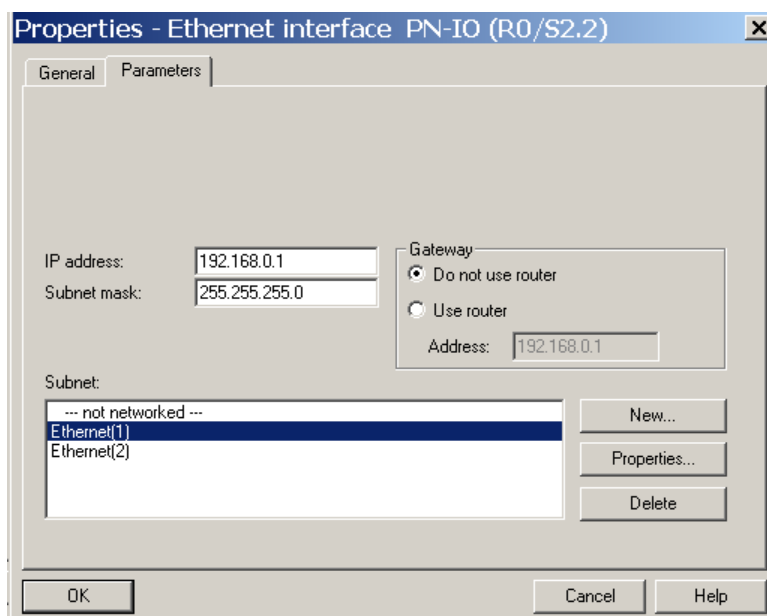 Properties - Ethernet interface  PN-IO (R0/S2.2)
General
Parameters
IP address:
192.168.0.1
Subnet mask:
255.255.255.0
Gateway
Do not use router
Use router
Address:
192.168.0.1
Subnet:
--- not networked ---
Ethernet(1)
Ethernet(2)
New...
Properties...
Delete
OK
Cancel
Help